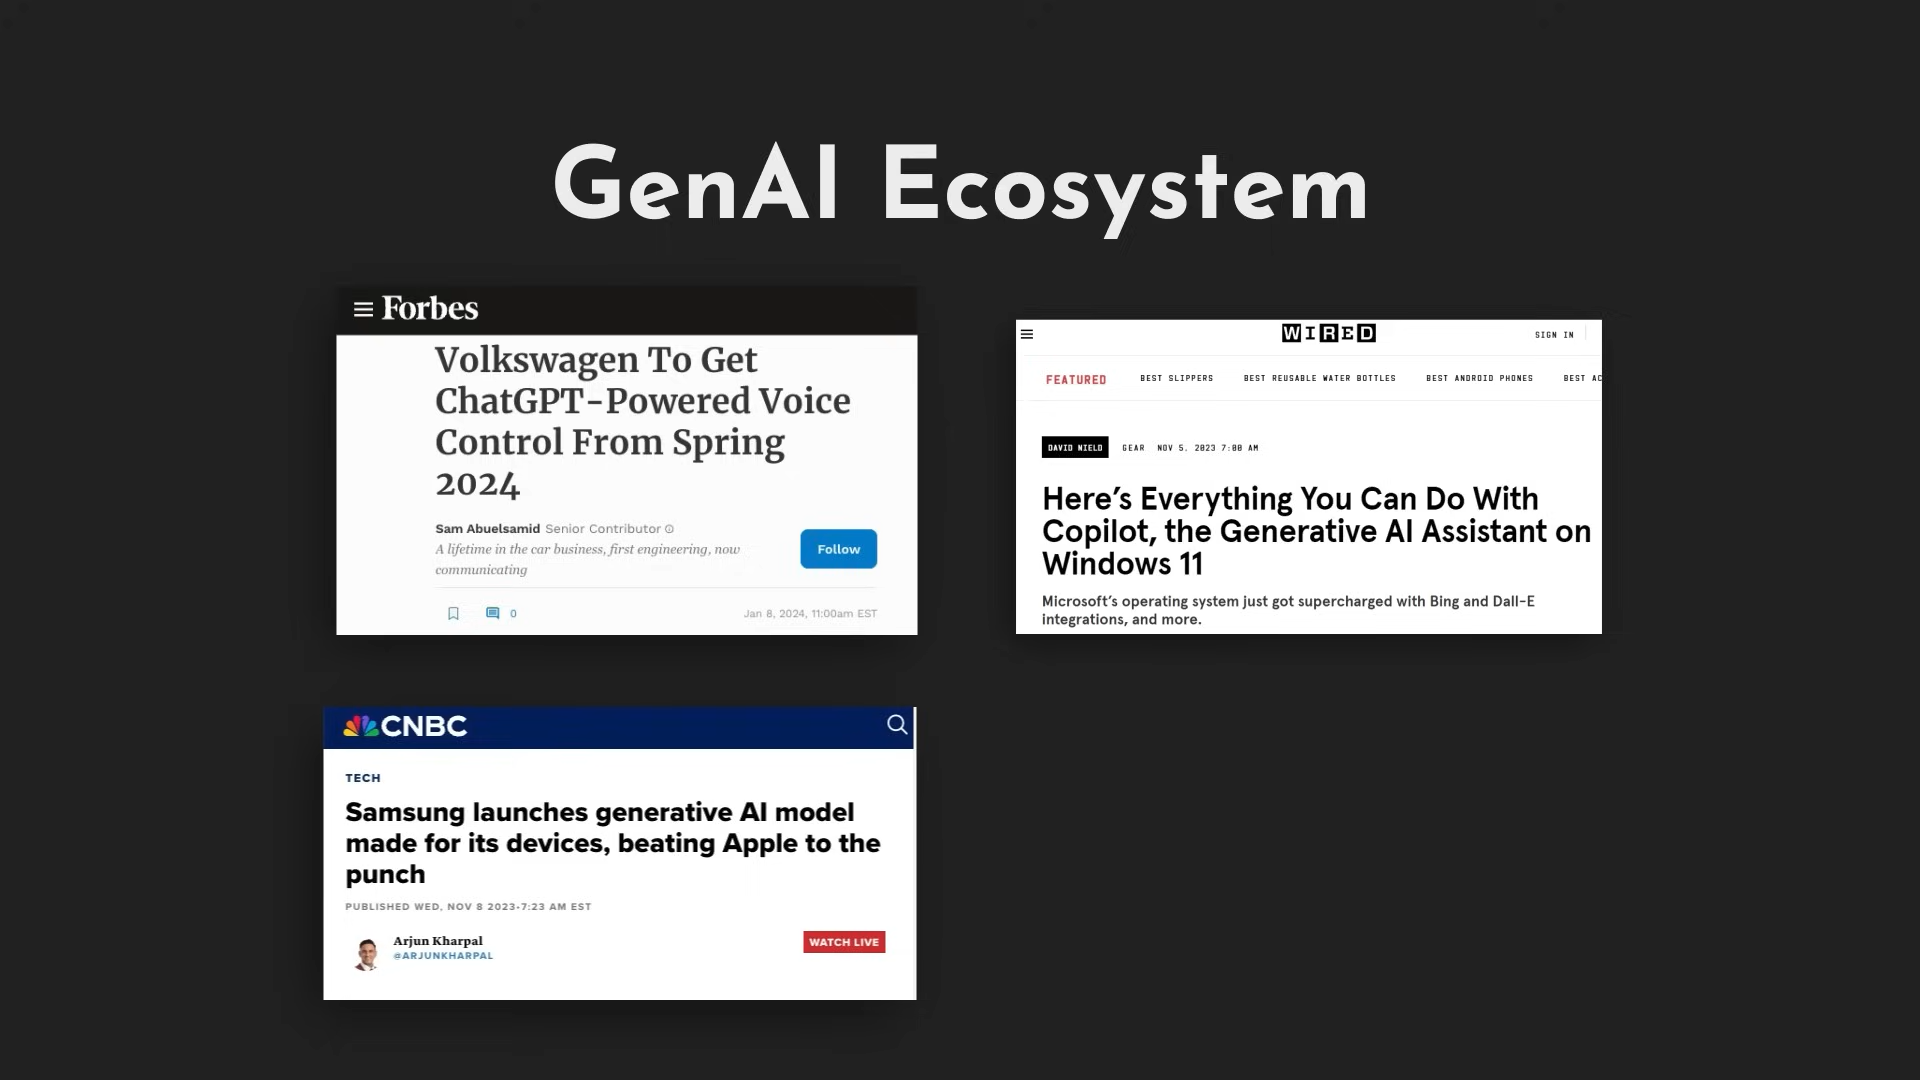 GenAI Ecosystem
Forbes
Volkswagen To Get
ChatGPT-Powered Voice
Control From Spring
2024
Sam Abuelsamid Senior Contributor
A lifetime in the car business, first engineering, now
communicating
Follow
0
Jan 8, 2024, 11:00am EST
WIRED
SIGN IN
FEATURED BEST SLIPPERS BEST REUSABLE WATER BOTTLES BEST ANDROID PHONES BEST AC
DAVID NIELD GEAR NOV 5, 2023 7:00 AM
Here’s Everything You Can Do With
Copilot, the Generative AI Assistant on
Windows 11
Microsoft’s operating system just got supercharged with Bing and Dall-E
integrations, and more.
CNBC
TECH
Samsung launches generative AI model
made for its devices, beating Apple to the
punch
PUBLISHED WED, NOV 8 2023•7:23 AM EST
Arjun Kharpal
@ARJUNKHARPAL
WATCH LIVE